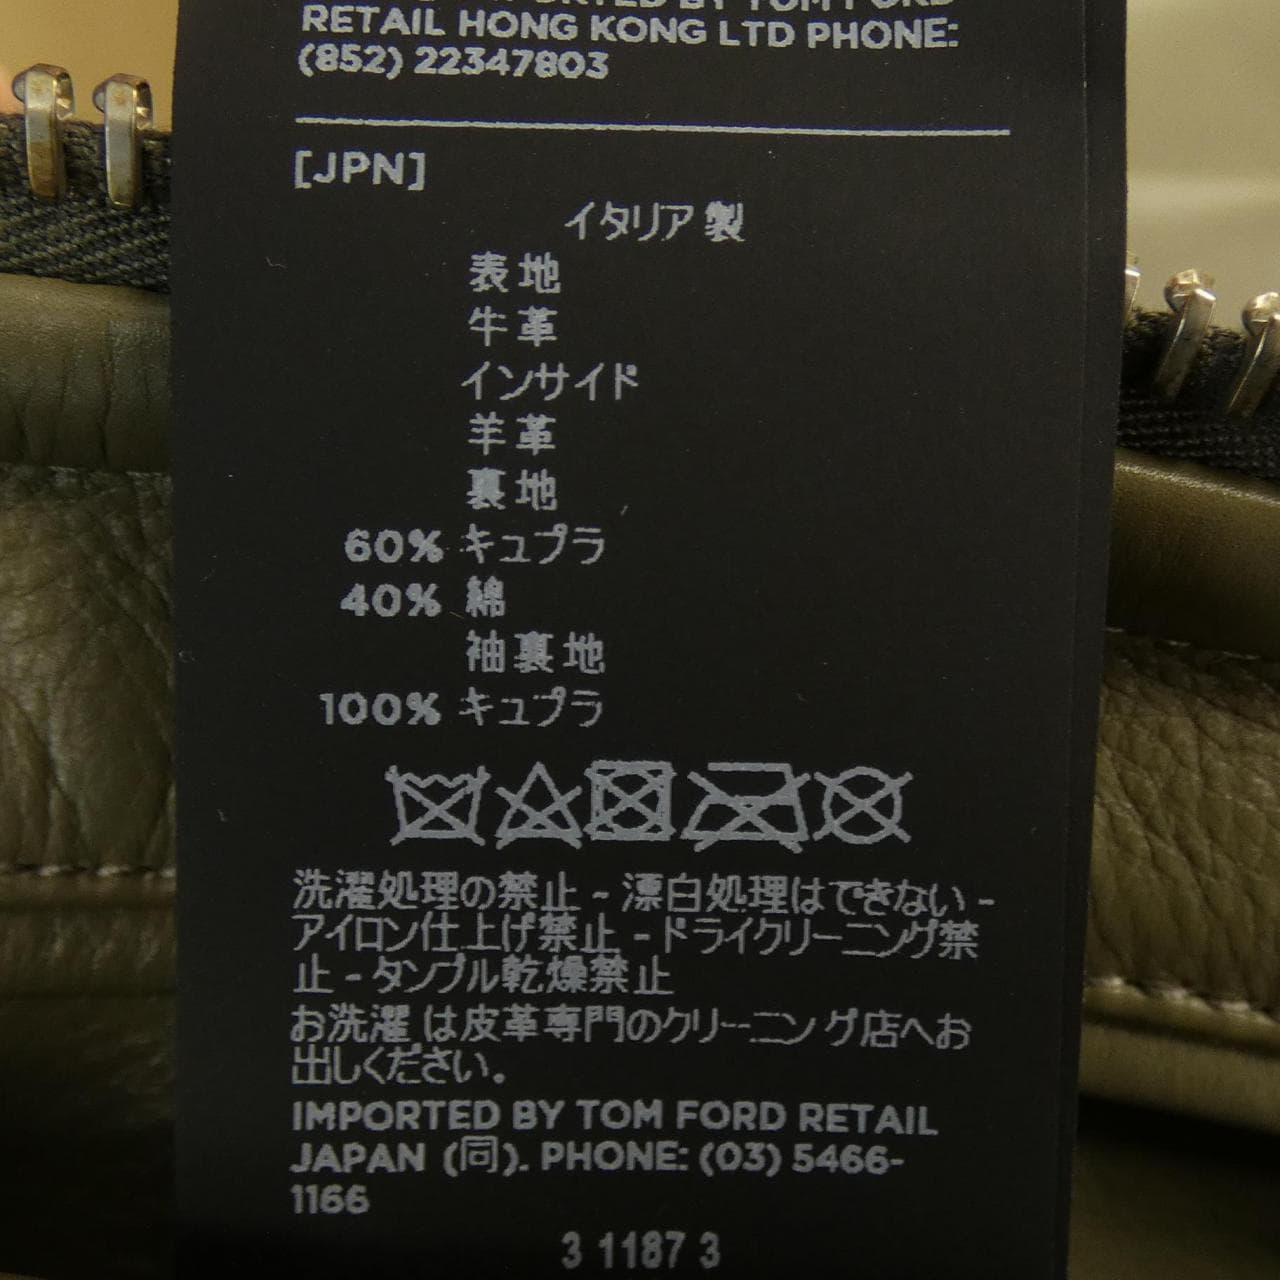 IMPORTED BY TOM FORD
RETAIL HONG KONG LTD PHONE:
(852) 22347803
[JPN]
イタリア製
表地
牛革
インサイド
羊革
裏地
60% キュプラ
40% 綿
袖裏地
100% キュプラ
洗濯処理の禁止 - 漂白処理はできない -
アイロン仕上げ禁止 - ドライクリーニング禁
止 - タンブル乾燥禁止
お洗濯は皮革専門のクリーニング店へお
出しください。
IMPORTED BY TOM FORD RETAIL
JAPAN (同). PHONE: (03) 5466-
1166
3 1187 3